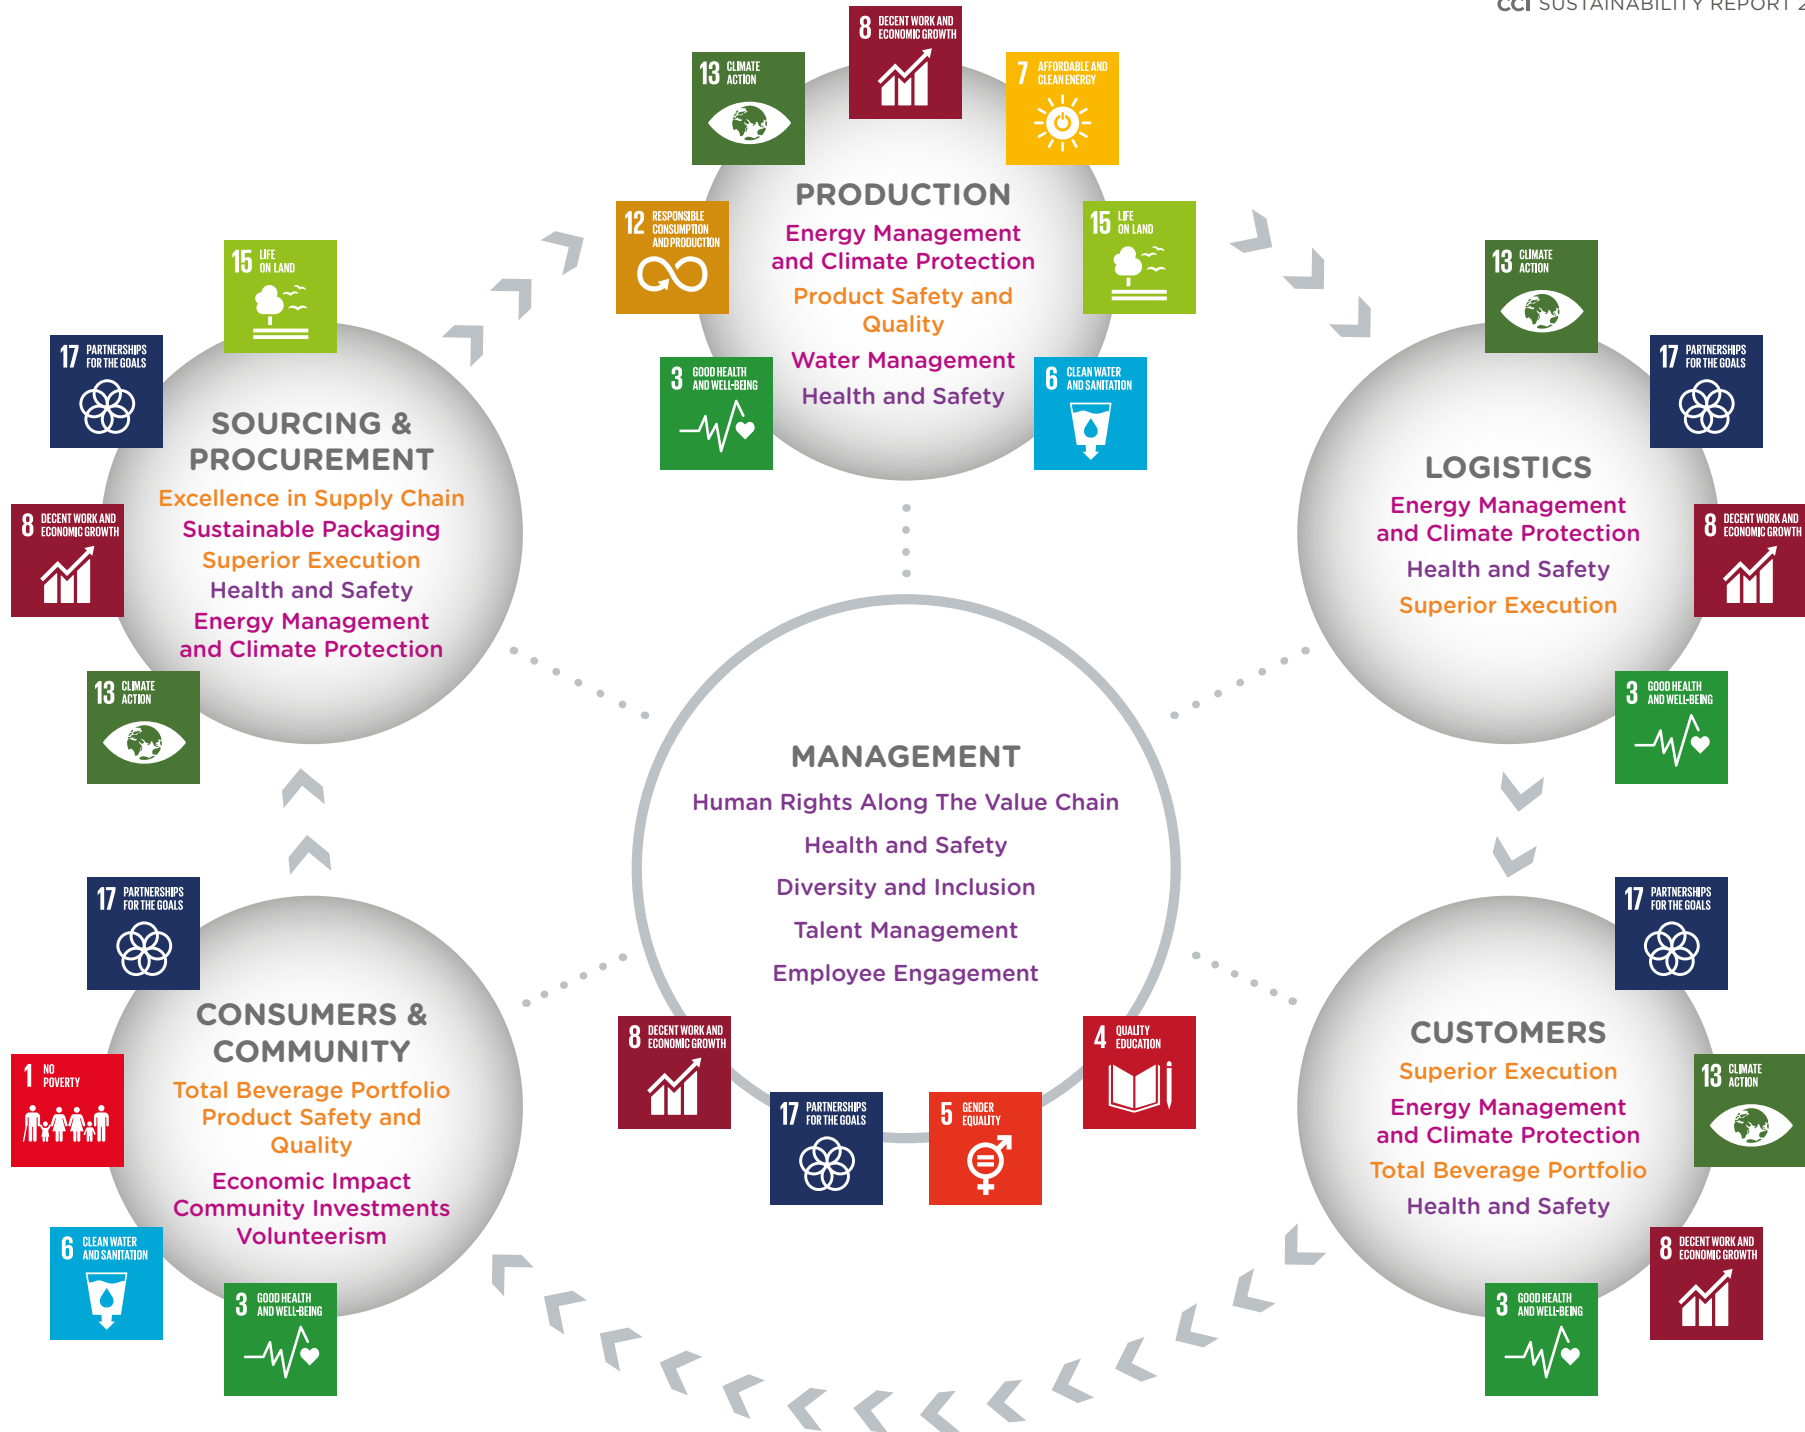 CCI SUSTAINABILITY REPORT 2
8 DECENT WORK AND
ECONOMIC GROWTH
13 CLIMATE
ACTION
7 AFFORDABLE AND
CLEAN ENERGY
PRODUCTION
Energy Management
and Climate Protection
Product Safety and
Quality
Water Management
Health and Safety
12 RESPONSIBLE
CONSUMPTION
AND PRODUCTION
15 LIFE
ON LAND
3 GOOD HEALTH
AND WELL-BEING
6 CLEAN WATER
AND SANITATION
15 LIFE
ON LAND
17 PARTNERSHIPS
FOR THE GOALS
SOURCING &
PROCUREMENT
Excellence in Supply Chain
Sustainable Packaging
Superior Execution
Health and Safety
Energy Management
and Climate Protection
8 DECENT WORK AND
ECONOMIC GROWTH
13 CLIMATE
ACTION
13 CLIMATE
ACTION
17 PARTNERSHIPS
FOR THE GOALS
LOGISTICS
Energy Management
and Climate Protection
Health and Safety
Superior Execution
8 DECENT WORK AND
ECONOMIC GROWTH
3 GOOD HEALTH
AND WELL-BEING
MANAGEMENT
Human Rights Along The Value Chain
Health and Safety
Diversity and Inclusion
Talent Management
Employee Engagement
8 DECENT WORK AND
ECONOMIC GROWTH
17 PARTNERSHIPS
FOR THE GOALS
5 GENDER
EQUALITY
4 QUALITY
EDUCATION
17 PARTNERSHIPS
FOR THE GOALS
CONSUMERS &
COMMUNITY
Total Beverage Portfolio
Product Safety and
Quality
Economic Impact
Community Investments
Volunteerism
1 NO
POVERTY
6 CLEAN WATER
AND SANITATION
3 GOOD HEALTH
AND WELL-BEING
17 PARTNERSHIPS
FOR THE GOALS
CUSTOMERS
Superior Execution
Energy Management
and Climate Protection
Total Beverage Portfolio
Health and Safety
13 CLIMATE
ACTION
8 DECENT WORK AND
ECONOMIC GROWTH
3 GOOD HEALTH
AND WELL-BEING